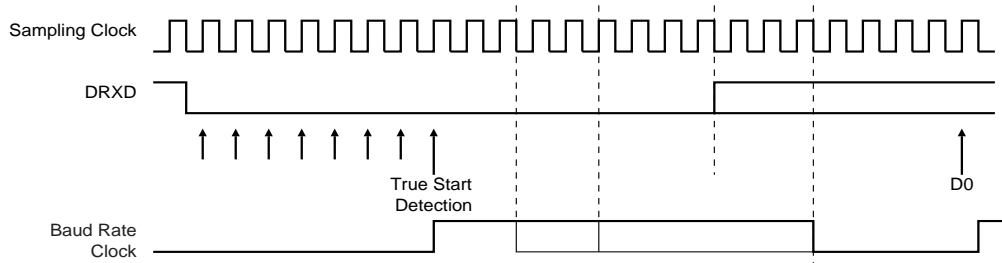 Sampling Clock
DRXD
True Start
Detection
D0
Baud Rate
Clock